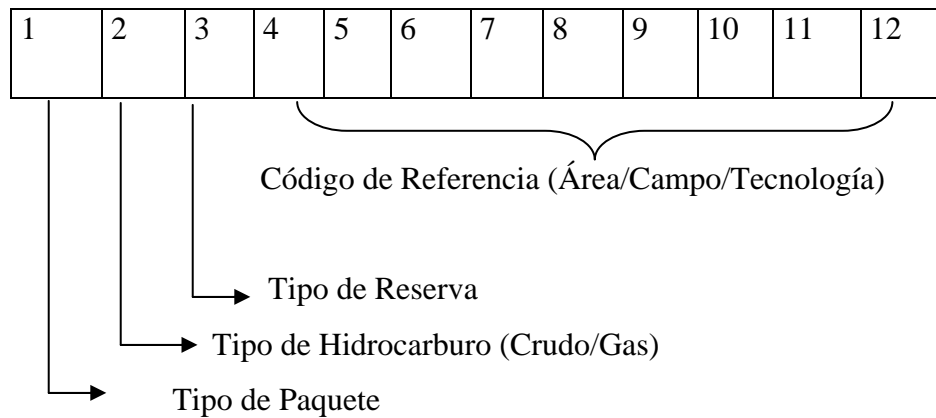 1 2 3 4 5 6 7 8 9 10 11 12
Código de Referencia (Área/Campo/Tecnología)
Tipo de Reserva
Tipo de Hidrocarburo (Crudo/Gas)
Tipo de Paquete